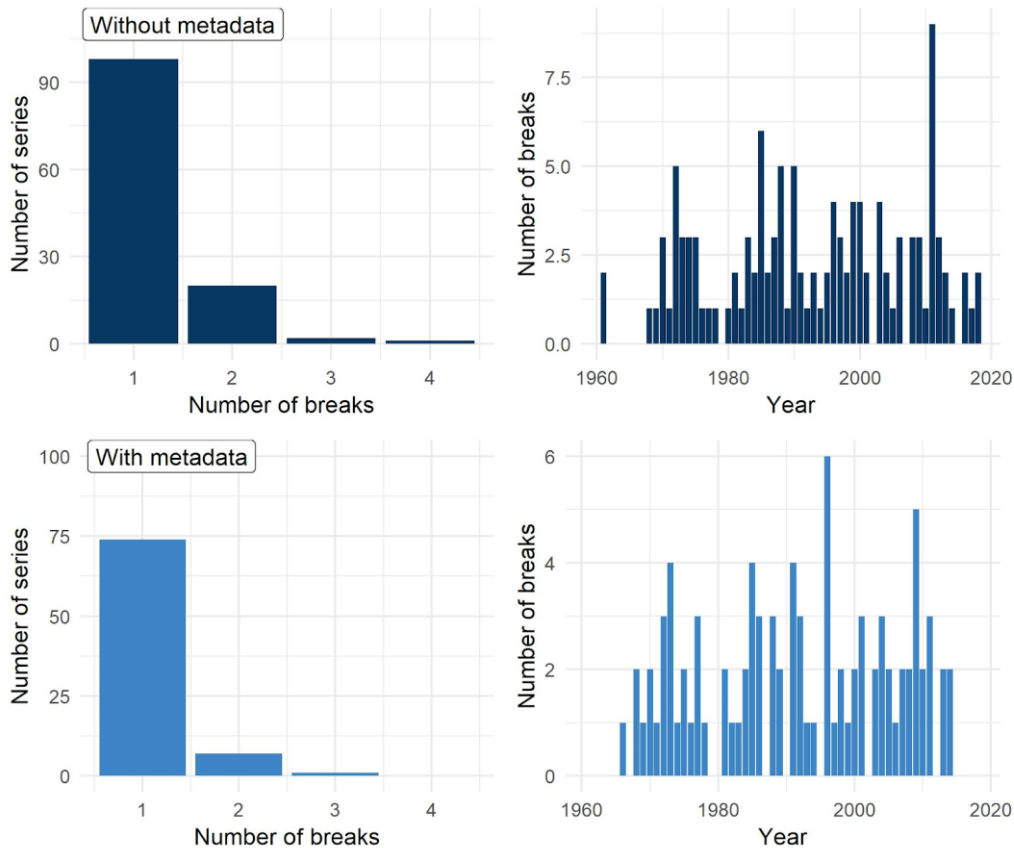 Without metadata
Number of series
90
60
30
0
1 2 3 4
Number of breaks
Number of breaks
7.5
5.0
2.5
0.0
1960 1980 2000 2020
Year
With metadata
Number of series
100
75
50
25
0
1 2 3 4
Number of breaks
Number of breaks
6
4
2
0
1960 1980 2000 2020
Year